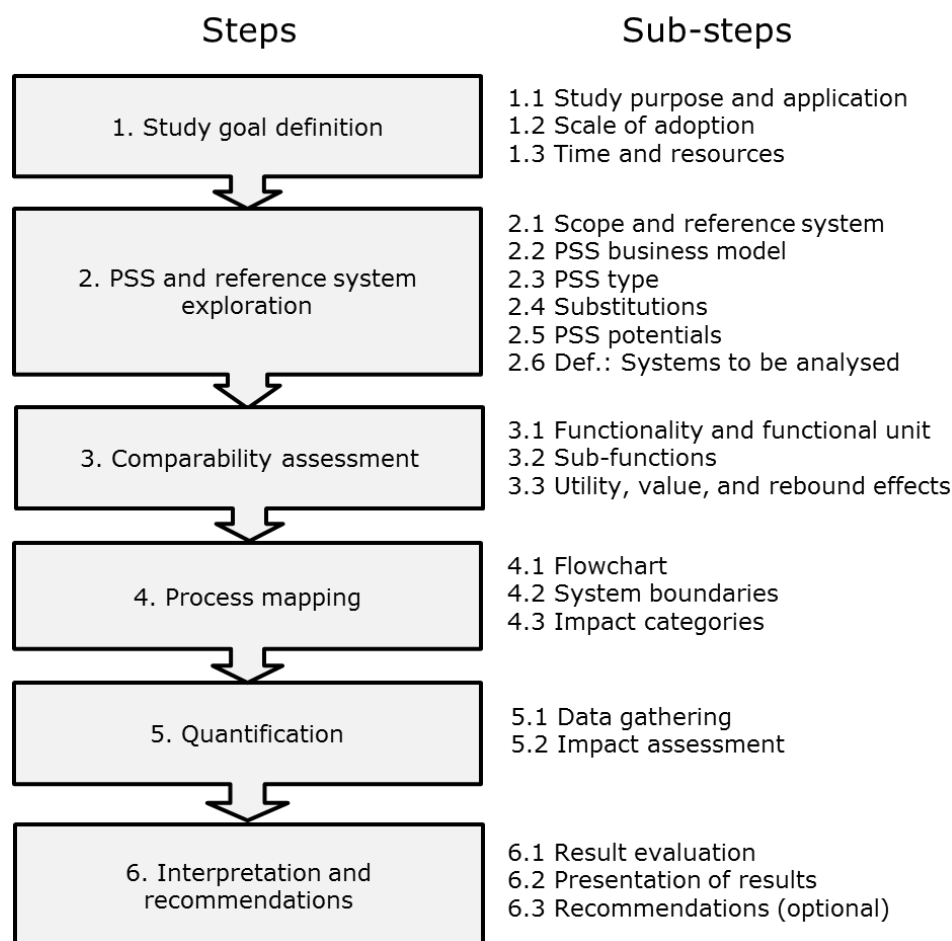 Steps
Sub-steps
1. Study goal definition
1.1 Study purpose and application
1.2 Scale of adoption
1.3 Time and resources
2. PSS and reference system
exploration
2.1 Scope and reference system
2.2 PSS business model
2.3 PSS type
2.4 Substitutions
2.5 PSS potentials
2.6 Def.: Systems to be analysed
3. Comparability assessment
3.1 Functionality and functional unit
3.2 Sub-functions
3.3 Utility, value, and rebound effects
4. Process mapping
4.1 Flowchart
4.2 System boundaries
4.3 Impact categories
5. Quantification
5.1 Data gathering
5.2 Impact assessment
6. Interpretation and
recommendations
6.1 Result evaluation
6.2 Presentation of results
6.3 Recommendations (optional)